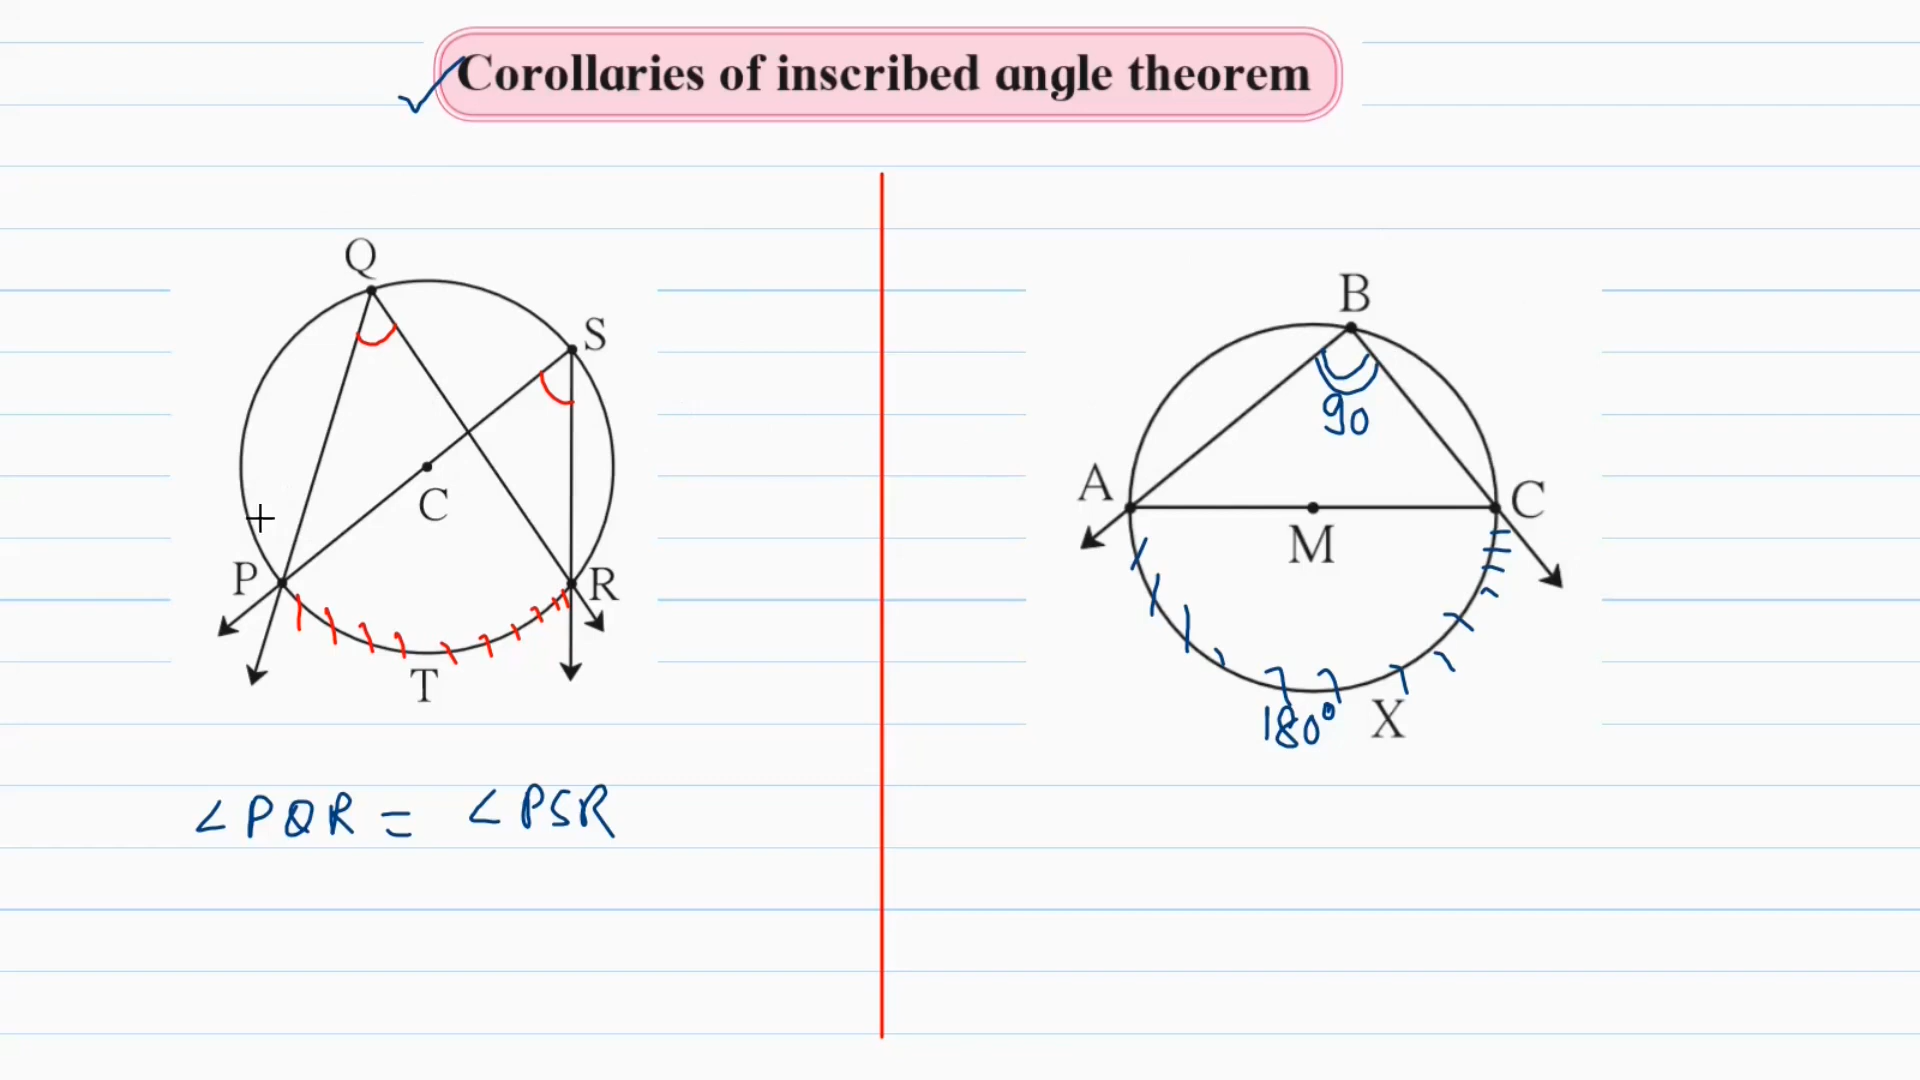 Corollaries of inscribed angle theorem
Q
S
C
P
R
T
∠PQR = ∠PSR
B
90
A
C
M
180°
X